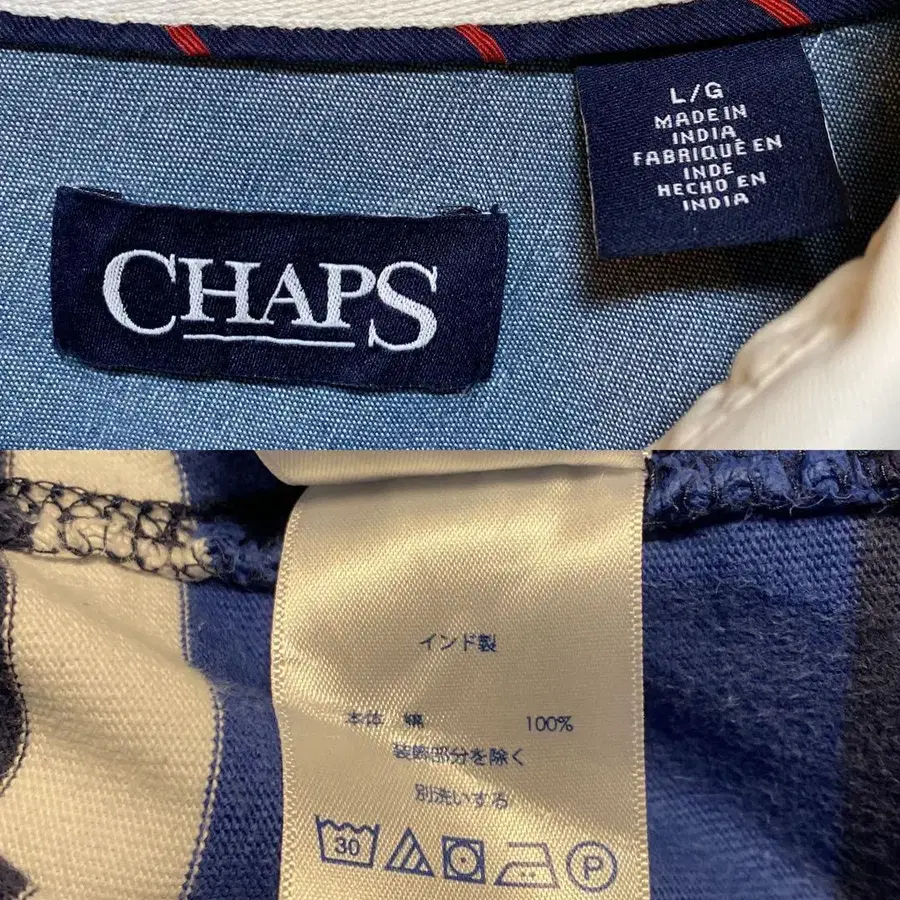 CHAPS
L/G
MADE IN
INDIA
FABRIQUÉ EN
INDE
HECHO EN
INDIA
インド製
本体 綿 100%
装飾部分を除く
別洗いする
30 P